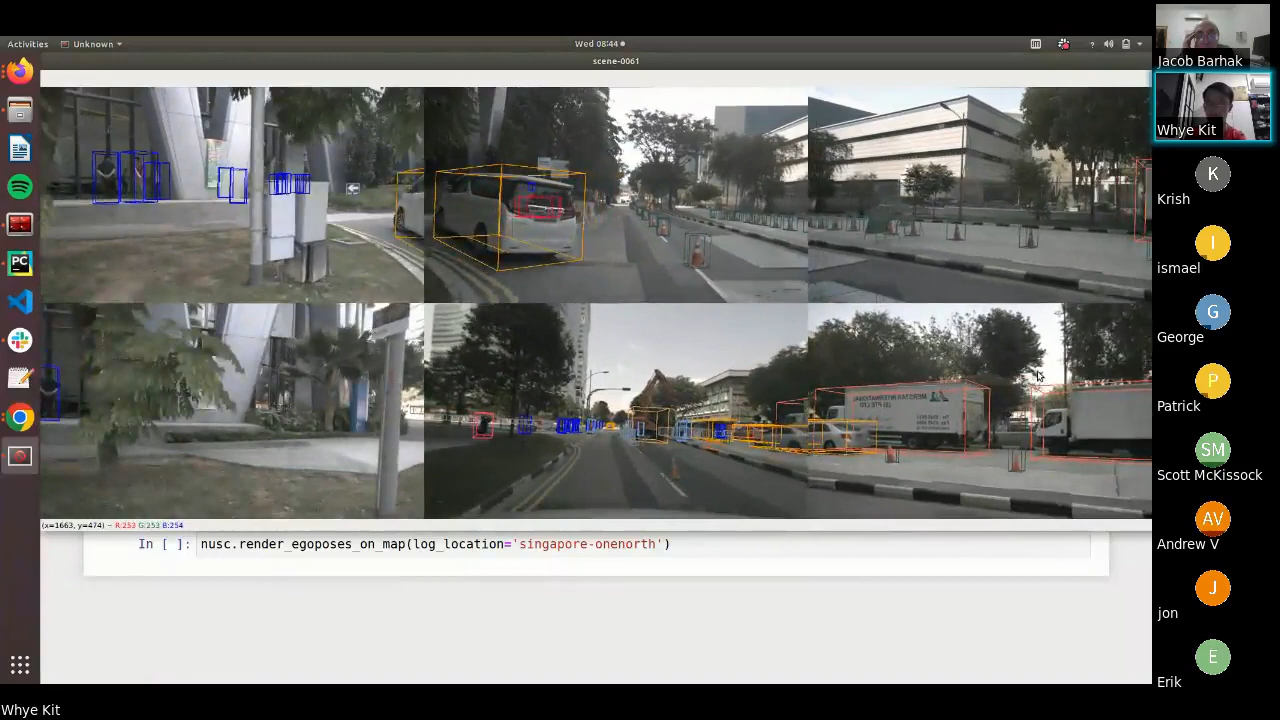 Activities
Unknown
Wed 08:44
scene-0061
Jacob Barhak
Whye Kit
K
Krish
I
ismael
G
George
P
Patrick
SM
Scott McKissock
AV
Andrew V
J
jon
E
Erik
(x=1663, y=474) ~ R:253 G:253 B:254
In [ ]: nusc.render_egoposes_on_map(log_location='singapore-onenorth')
Whye Kit